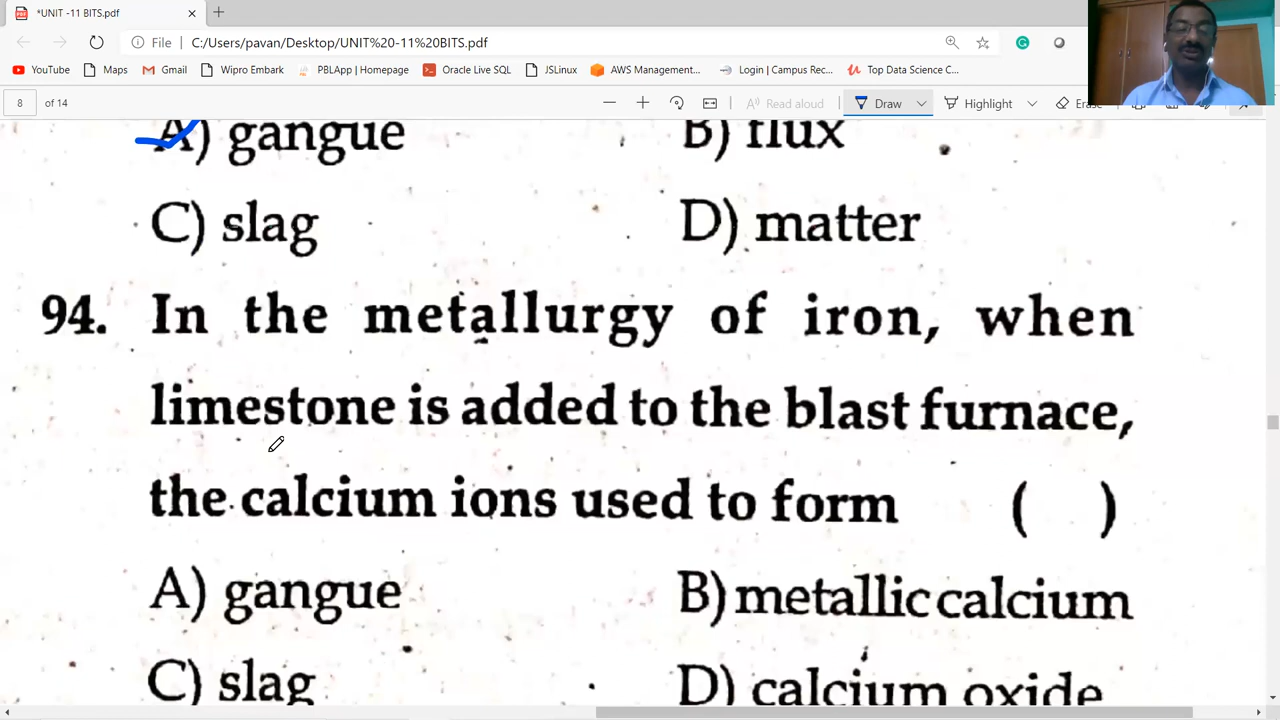 *UNIT -11 BITS.pdf
File C:/Users/pavan/Desktop/UNIT%20-11%20BITS.pdf
YouTube Maps Gmail Wipro Embark PBLApp | Homepage Oracle Live SQL JSLinux AWS Management... Login | Campus Rec... Top Data Science C...
8 of 14 Read aloud Draw Highlight
A) gangue B) flux
C) slag D) matter
94. In the metallurgy of iron, when
limestone is added to the blast furnace,
the calcium ions used to form ( )
A) gangue B) metallic calcium
C) slag D) calcium oxide